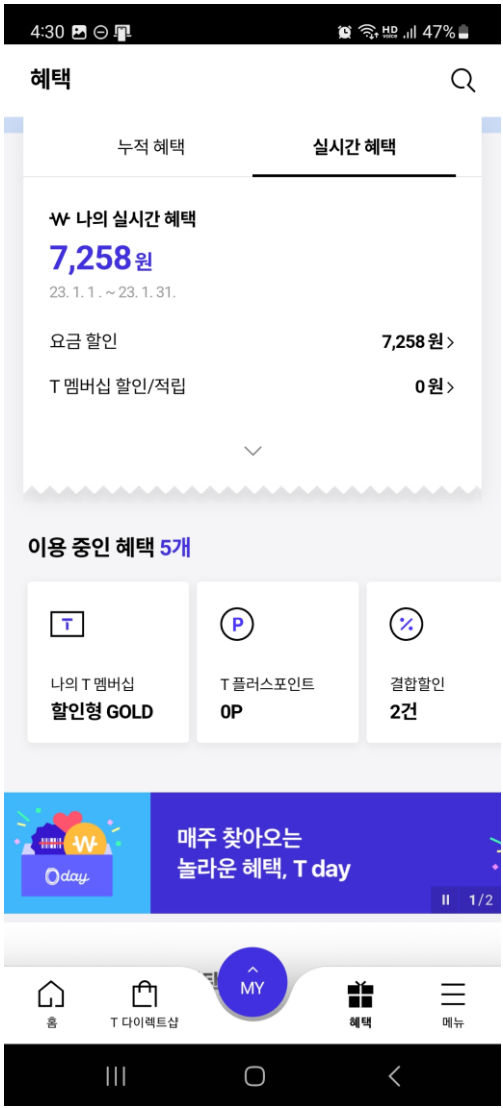 4:30 HD VOICE 47%
혜택
누적 혜택 실시간 혜택
₩ 나의 실시간 혜택
7,258원
23. 1. 1. ~ 23. 1. 31.
요금 할인 7,258원
T 멤버십 할인/적립 0원
이용 중인 혜택 5개
T P %
나의 T 멤버십 T 플러스포인트 결합할인
할인형 GOLD 0P 2건
매주 찾아오는
₩ 놀라운 혜택, T day
0day
1/2
MY
홈 T 다이렉트샵 혜택 메뉴